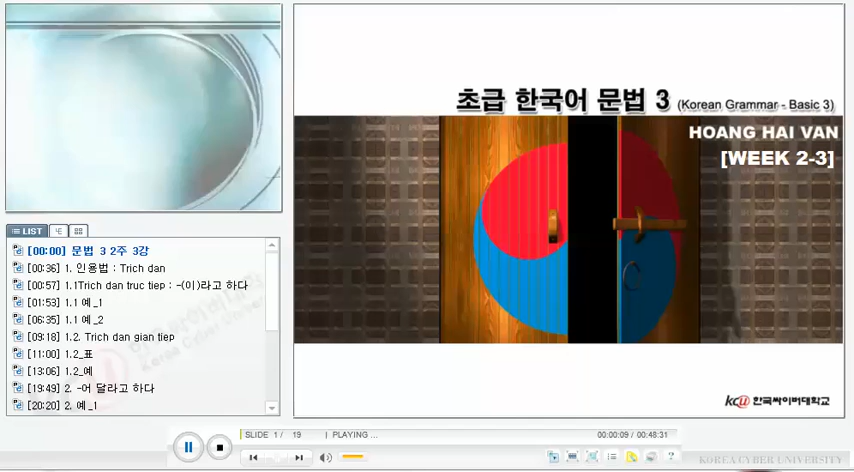 초급 한국어 문법 3 (Korean Grammar - Basic 3)
HOANG HAI VAN
[WEEK 2-3]
kcu 한국싸이버대학교
LIST
[00:00] 문법 3 2주 3강
[00:36] 1. 인용법 : Trich dan
[00:57] 1.1Trich dan truc tiep : -(이)라고 하다
[01:53] 1.1 예_1
[06:35] 1.1 예_2
[09:18] 1.2. Trich dan gian tiep
[11:00] 1.2_표
[13:06] 1.2_예
[19:49] 2. -어 달라고 하다
[20:20] 2. 예_1
SLIDE 1 / 19 | PLAYING ...
00:00:09 / 00:48:31
KOREA CYBER UNIVERSITY